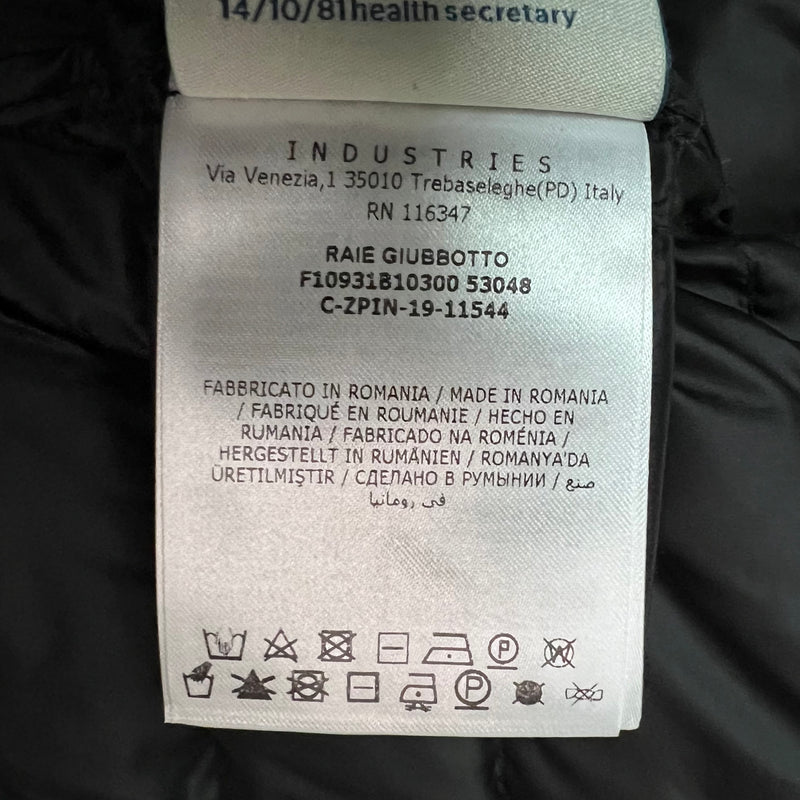 14/10/81health secretary
INDUSTRIES
Via Venezia,1 35010 Trebaseleghe(PD) Italy
RN 116347
RAIE GIUBBOTTO
F10931B10300 53048
C-ZPIN-19-11544
FABBRICATO IN ROMANIA / MADE IN ROMANIA
/ FABRIQUÉ EN ROUMANIE / HECHO EN
RUMANIA / FABRICADO NA ROMÉNIA /
HERGESTELLT IN RUMÄNIEN / ROMANYA'DA
ÜRETILMIŞTIR / СДЕЛАНО В РУМЫНИИ / صنع
في رومانيا
P W
P